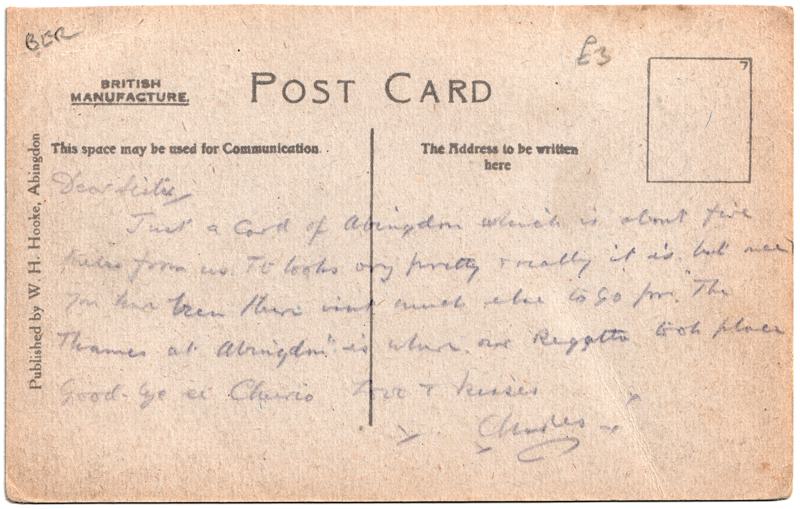 BER
£3
BRITISH
MANUFACTURE.
POST CARD
This space may be used for Communication.
The Address to be written
here
Published by W. H. Hooke, Abingdon
Dear Sister
Just a Card of Abingdon which is about five
miles from us. It looks very pretty & really it is. but once
you have been there isnt much else to go for. "The
Thames at Abingdon" is where our Regatta took place
Good-bye ei Cheerio Love & kisses
Charles